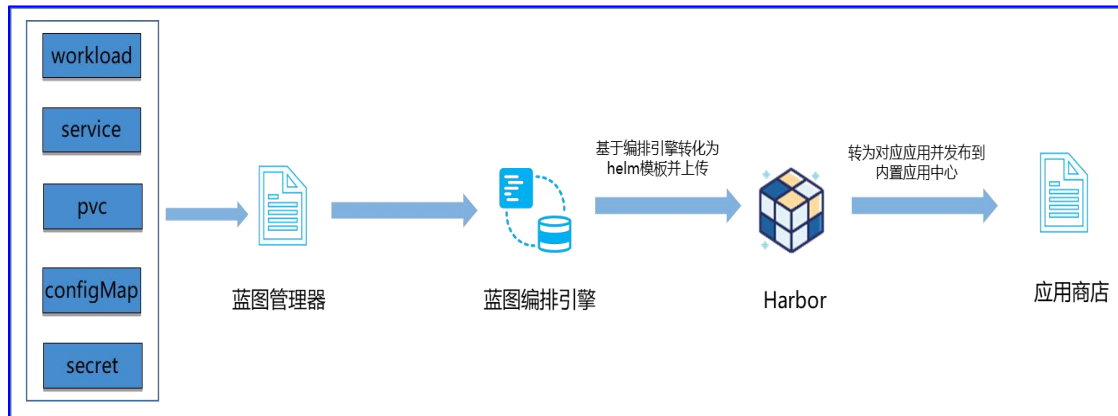 workload
service
pvc
configMap
secret
蓝图管理器
蓝图编排引擎
基于编排引擎转化为
helm模板并上传
Harbor
转为对应应用并发布到
内置应用中心
应用商店